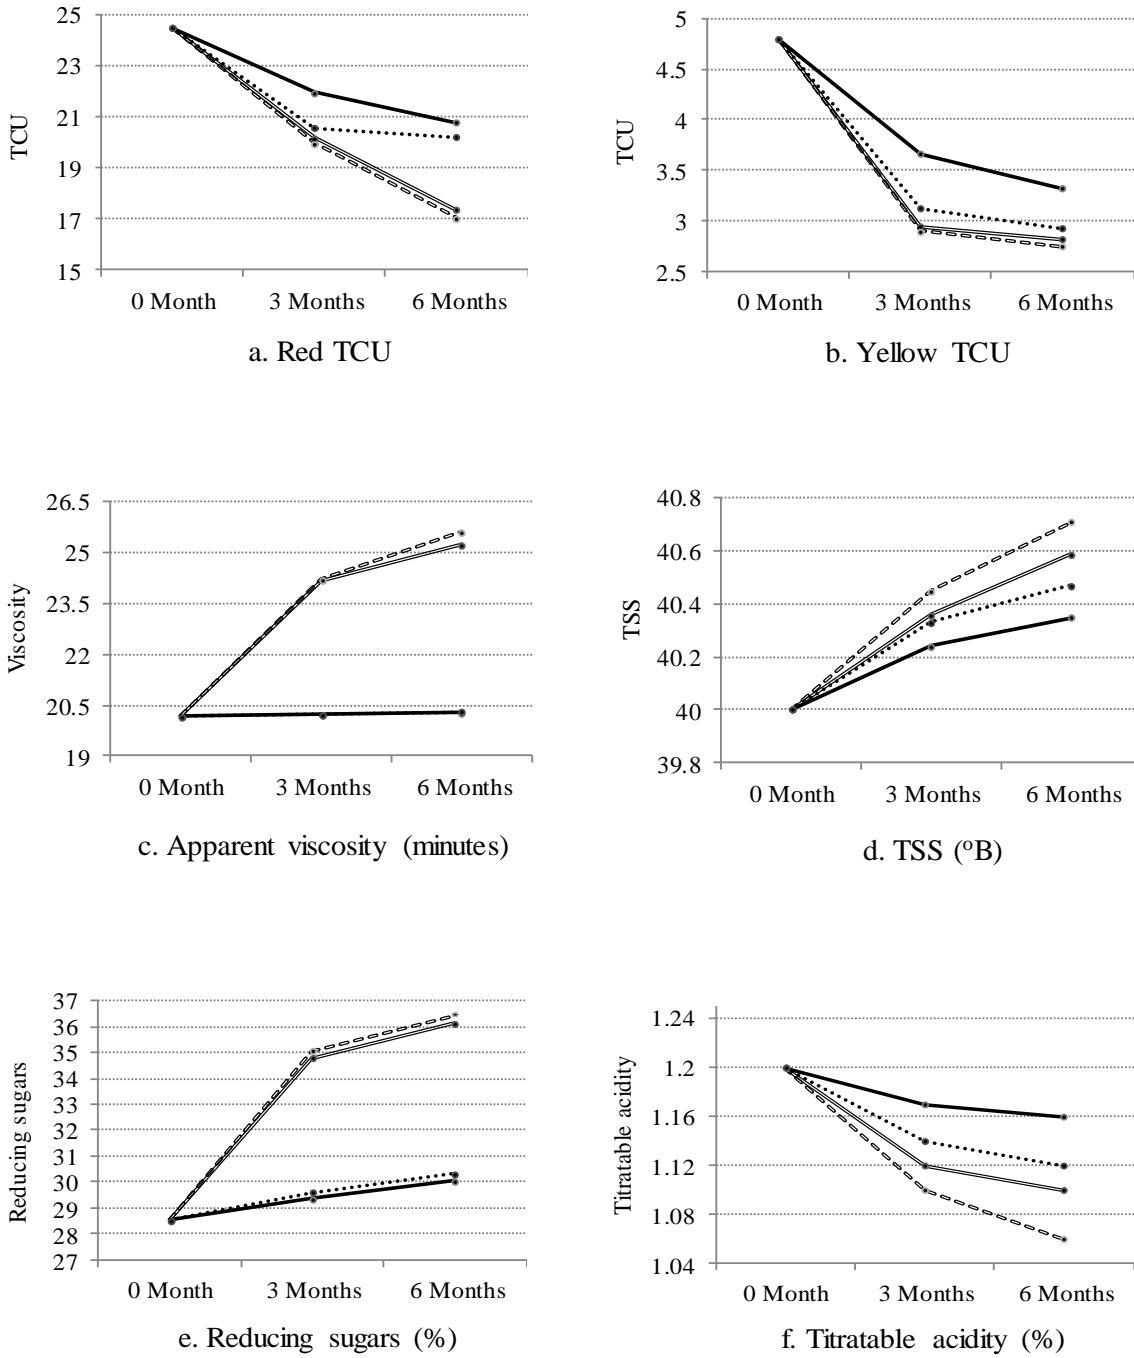 25
23
21
19
17
15
TCU
0 Month 3 Months 6 Months
a. Red TCU
5
4.5
4
3.5
3
2.5
TCU
0 Month 3 Months 6 Months
b. Yellow TCU
26.5
25
23.5
22
20.5
19
Viscosity
0 Month 3 Months 6 Months
c. Apparent viscosity (minutes)
40.8
40.6
40.4
40.2
40
39.8
TSS
0 Month 3 Months 6 Months
d. TSS (ºB)
37
36
35
34
33
32
31
30
29
28
27
Reducing sugars
0 Month 3 Months 6 Months
e. Reducing sugars (%)
1.24
1.2
1.16
1.12
1.08
1.04
Titratable acidity
0 Month 3 Months 6 Months
f. Titratable acidity (%)